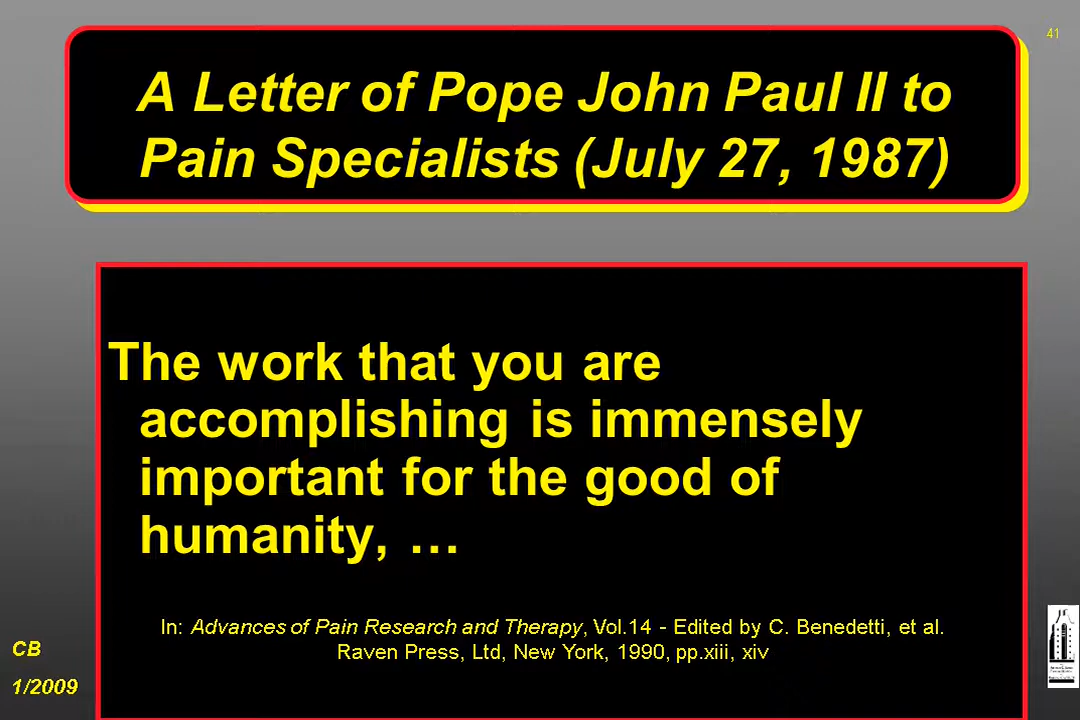 41
A Letter of Pope John Paul II to
Pain Specialists (July 27, 1987)
The work that you are
accomplishing is immensely
important for the good of
humanity, …
In: Advances of Pain Research and Therapy, Vol.14 - Edited by C. Benedetti, et al.
Raven Press, Ltd, New York, 1990, pp.xiii, xiv
CB
1/2009